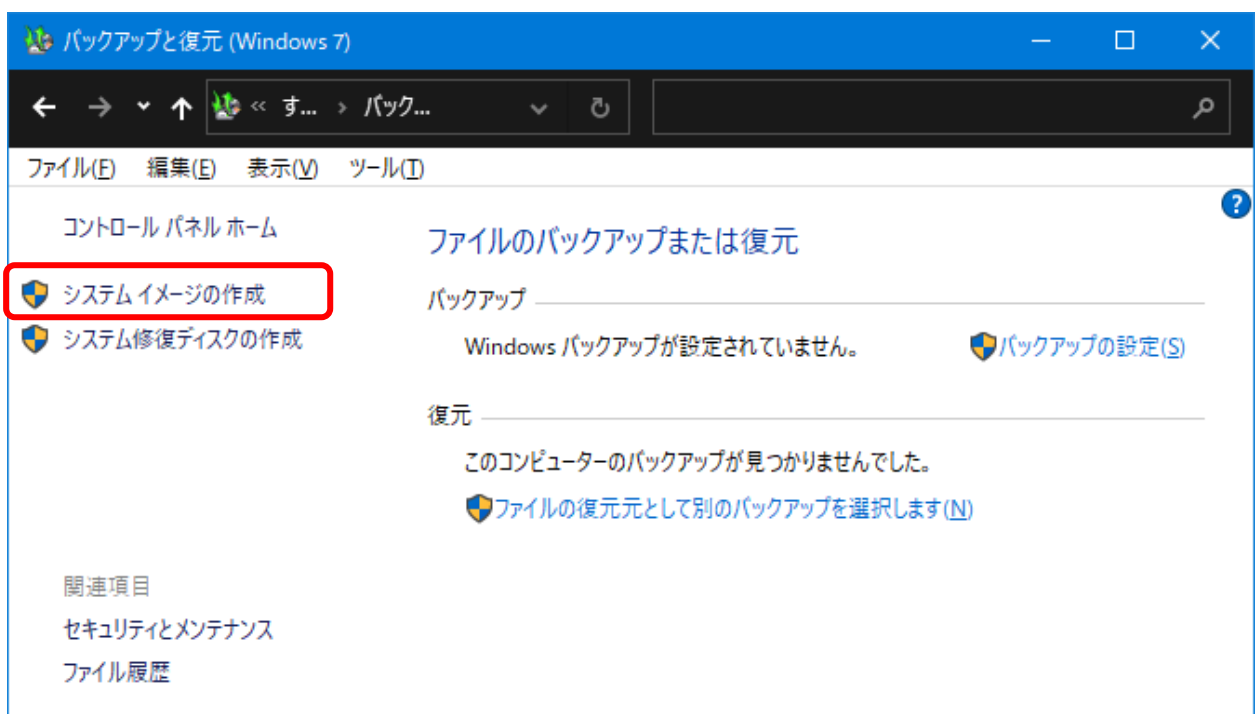 バックアップと復元 (Windows 7)
« す... › バック...
ファイル(F) 編集(E) 表示(V) ツール(T)
コントロール パネル ホーム
システム イメージの作成
システム修復ディスクの作成
ファイルのバックアップまたは復元
バックアップ
Windows バックアップが設定されていません。
バックアップの設定(S)
復元
このコンピューターのバックアップが見つかりませんでした。
ファイルの復元元として別のバックアップを選択します(N)
関連項目
セキュリティとメンテナンス
ファイル履歴